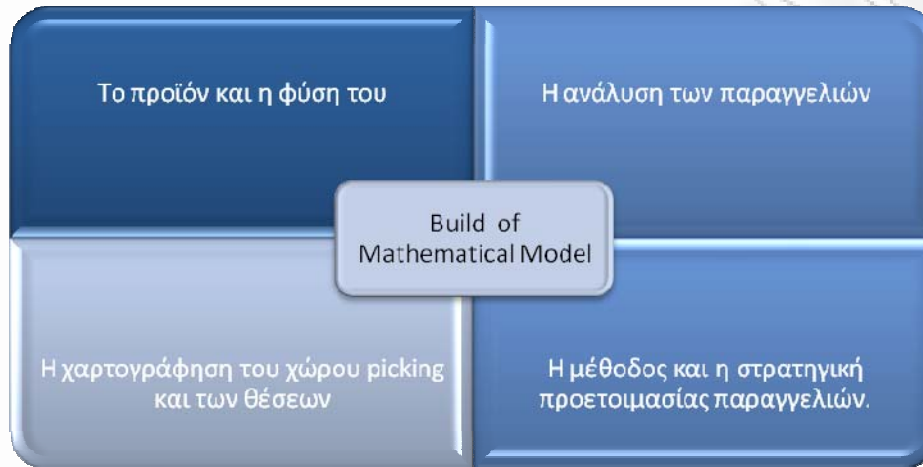 Το προϊόν και η φύση του
Η ανάλυση των παραγγελιών
Build of
Mathematical Model
Η χαρτογράφηση του χώρου picking
και των θέσεων
Η μέθοδος και η στρατηγική
προετοιμασίας παραγγελιών.